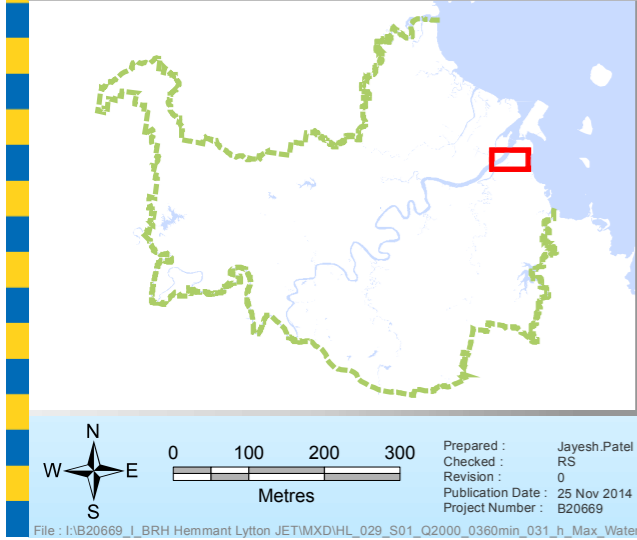 N
W E
S
0 100 200 300
Metres
Prepared : Jayesh.Patel
Checked : RS
Revision : 0
Publication Date : 25 Nov 2014
Project Number : B20669
File : I:\B20669_I_BRH Hemmant Lytton JET\MXD\HL_029_S01_Q2000_0360min_031_h_Max_Water